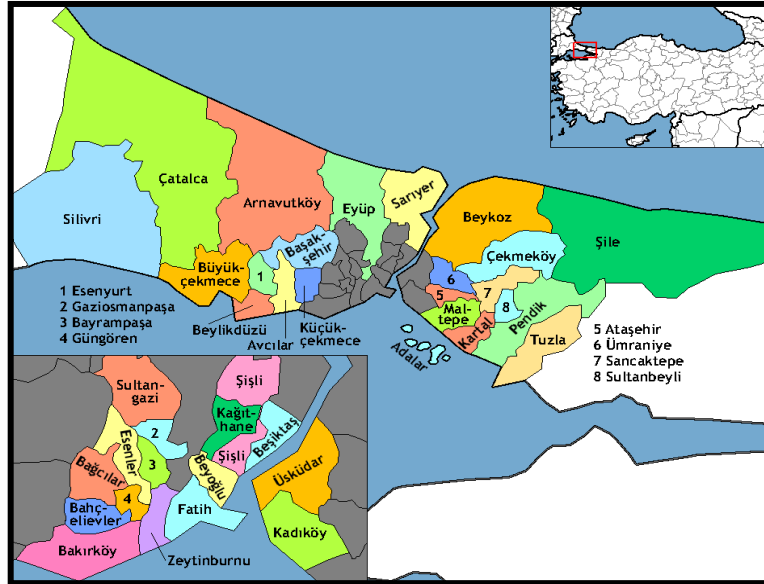 Çatalca
Silivri
Arnavutköy
Eyüp
Sarıyer
Başak-
şehir
Büyük-
çekmece
1
Beylikdüzü
Avcılar
Küçük-
çekmece
1 Esenyurt
2 Gaziosmanpaşa
3 Bayrampaşa
4 Güngören
Beykoz
Şile
Çekmeköy
6
5
7
8
Mal-
tepe
Kartal
Pendik
Tuzla
Adalar
5 Ataşehir
6 Ümraniye
7 Sancaktepe
8 Sultanbeyli
Sultan-
gazi
Şişli
Kağıt-
hane
2
Esenler
3
Şişli
Beşiktaş
Bağcılar
4
Beyoğlu
Üsküdar
Bahç-
elievler
Fatih
Kadıköy
Bakırköy
Zeytinburnu